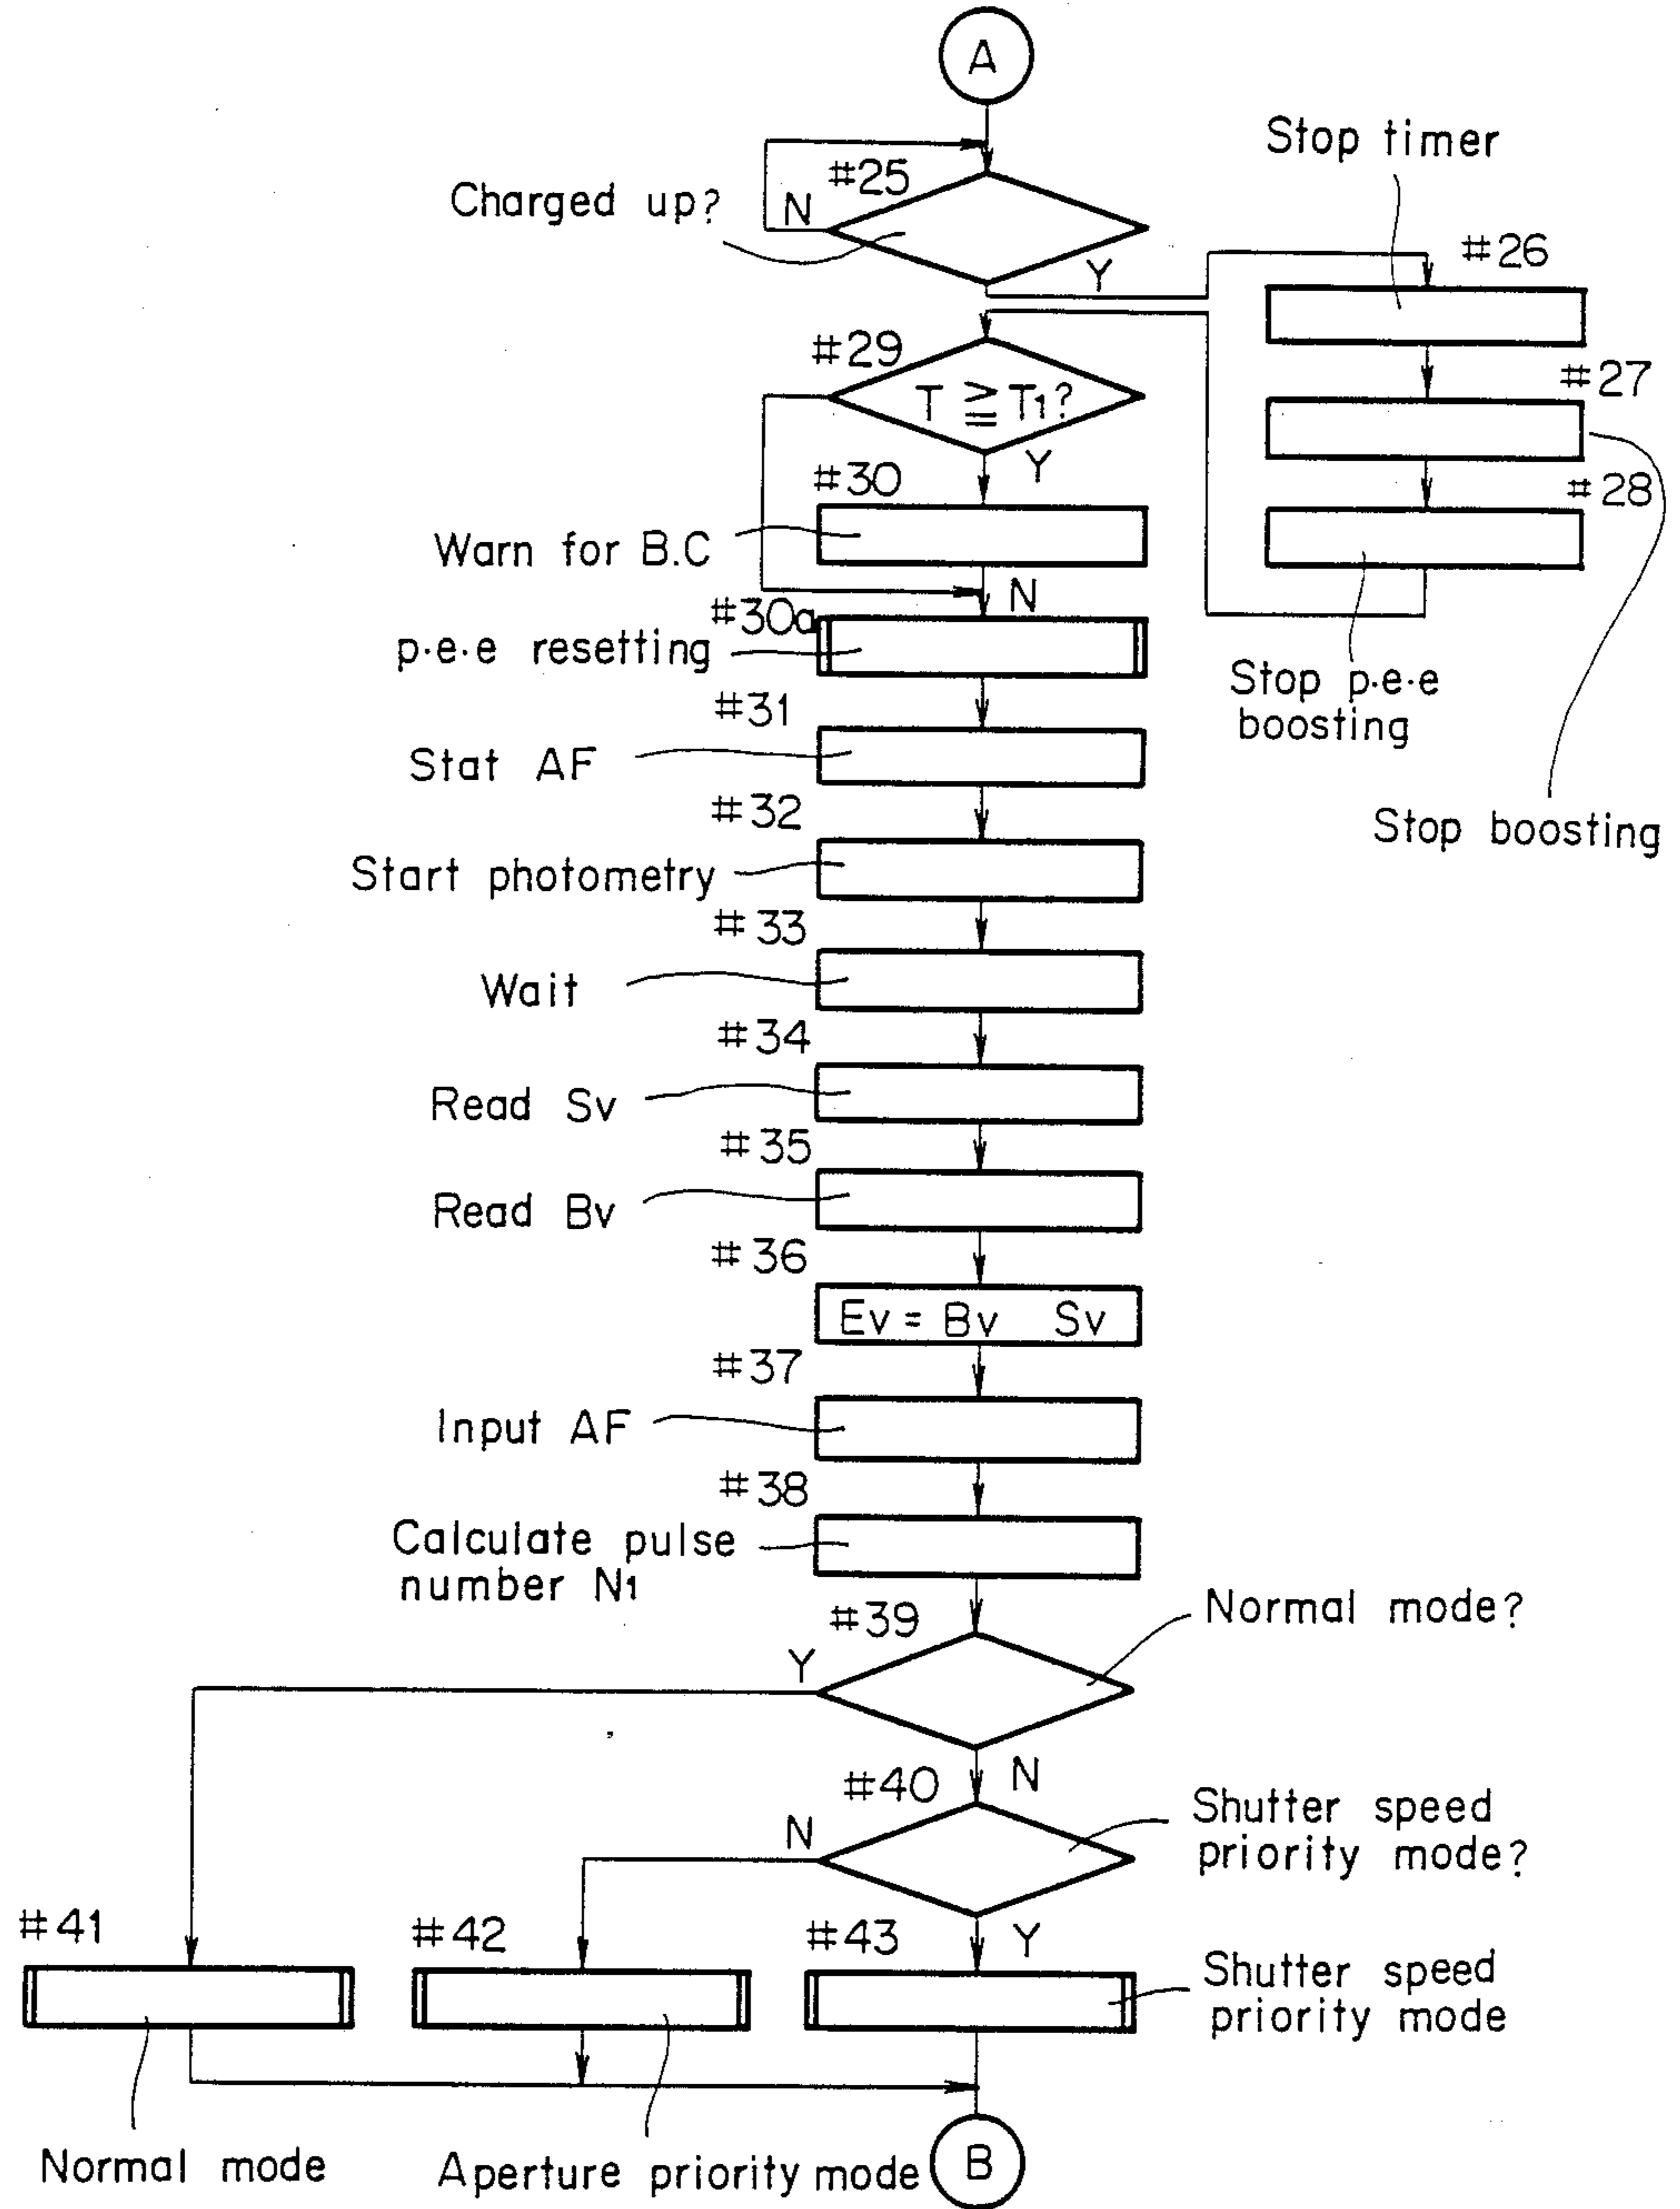 A
Stop timer
#25
Charged up?
N
Y
#26
#29
T ≧ T1?
#27
Y
#30
#28
Warn for B.C
N
#30a
p·e·e resetting
Stop p·e·e
boosting
#31
Stat AF
#32
Stop boosting
Start photometry
#33
Wait
#34
Read Sv
#35
Read Bv
#36
Ev = Bv Sv
#37
Input AF
#38
Calculate pulse
number N1
#39
Normal mode?
Y
N
#40
Shutter speed
priority mode?
N
#41
#42
#43
Y
Shutter speed
priority mode
Normal mode
Aperture priority mode
B